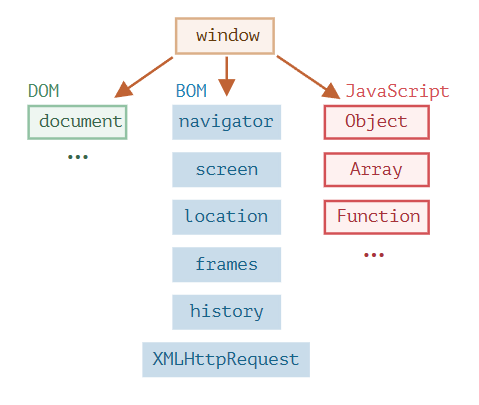 window
DOM
BOM
JavaScript
document
navigator
Object
...
screen
Array
location
Function
frames
...
history
XMLHttpRequest